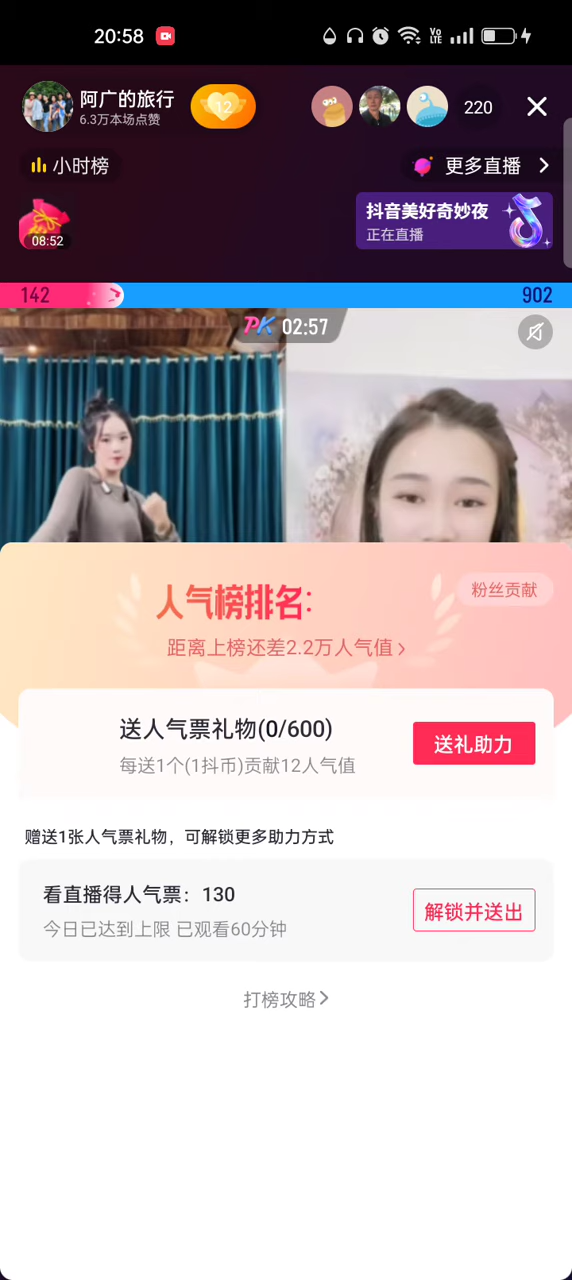 20:58
VoLTE
阿广的旅行
6.3万本场点赞
12
220
小时榜
更多直播
08:52
抖音美好奇妙夜
正在直播
142
902
PK 02:57
人气榜排名:
粉丝贡献
距离上榜还差2.2万人气值
送人气票礼物(0/600)
每送1个(1抖币)贡献12人气值
送礼助力
赠送1张人气票礼物，可解锁更多助力方式
看直播得人气票：130
今日已达到上限 已观看60分钟
解锁并送出
打榜攻略